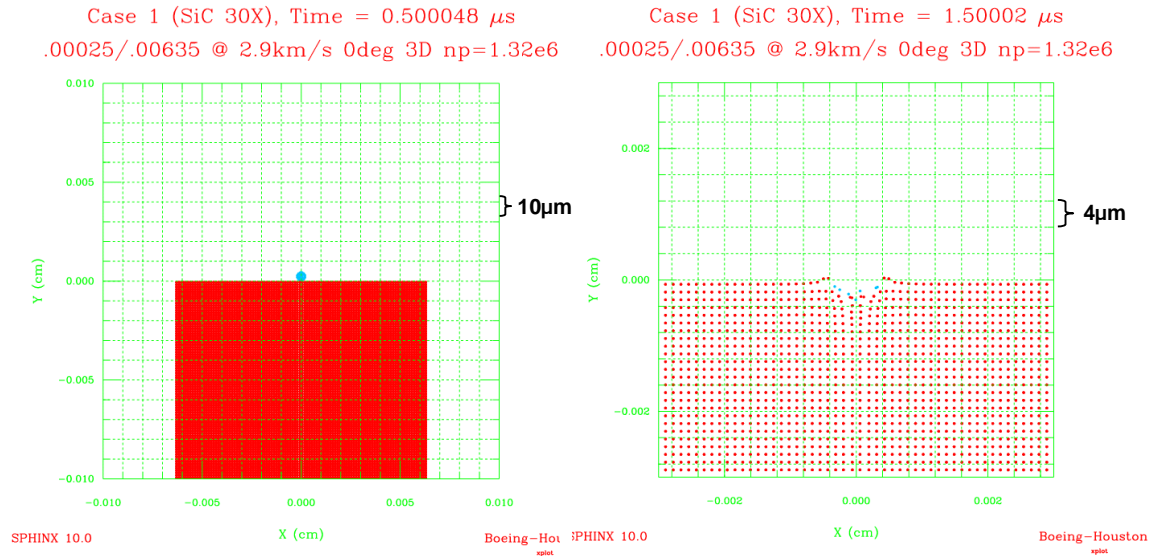 Case 1 (SiC 30X), Time = 0.500048 μs
.00025/.00635 @ 2.9km/s 0deg 3D np=1.32e6
0.010
0.005
0.000
-0.005
-0.010
Y (cm)
10μm
-0.010
-0.005
0.000
0.005
0.010
X (cm)
SPHINX 10.0
Boeing-Hou
xplot
Case 1 (SiC 30X), Time = 1.50002 μs
.00025/.00635 @ 2.9km/s 0deg 3D np=1.32e6
0.002
0.000
-0.002
Y (cm)
4μm
-0.002
0.000
0.002
X (cm)
SPHINX 10.0
Boeing-Houston
xplot